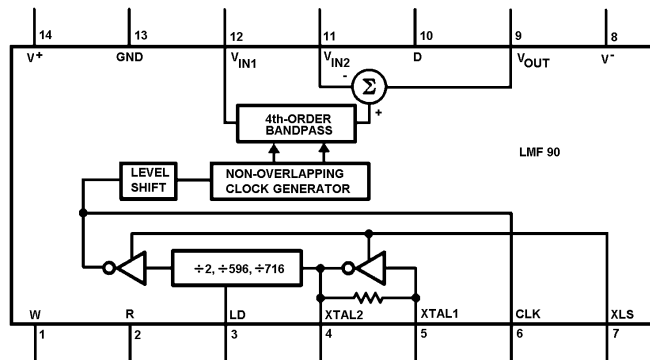 14 13 12 11 10 9 8
V+ GND VIN1 VIN2 D VOUT V-
- Σ
+
4th-ORDER
BANDPASS
LMF 90
LEVEL
SHIFT
NON-OVERLAPPING
CLOCK GENERATOR
÷2, ÷596, ÷716
W R LD XTAL2 XTAL1 CLK XLS
1 2 3 4 5 6 7